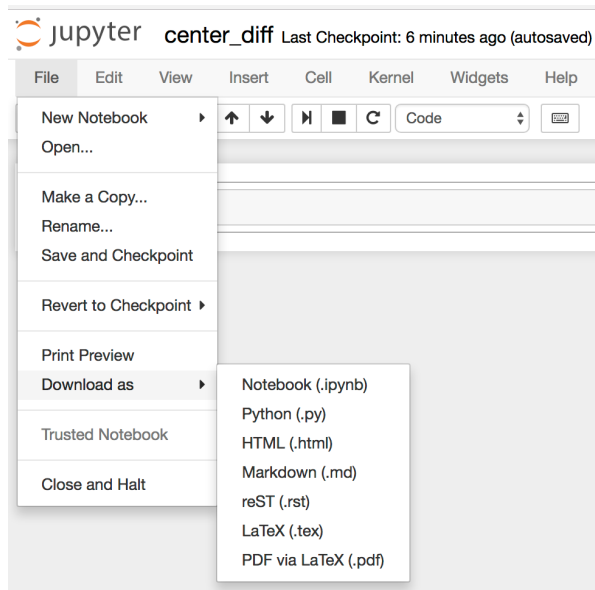 jupyter center_diff Last Checkpoint: 6 minutes ago (autosaved)
File Edit View Insert Cell Kernel Widgets Help
Code
New Notebook
Open...
Make a Copy...
Rename...
Save and Checkpoint
Revert to Checkpoint
Print Preview
Download as
Trusted Notebook
Close and Halt
Notebook (.ipynb)
Python (.py)
HTML (.html)
Markdown (.md)
reST (.rst)
LaTeX (.tex)
PDF via LaTeX (.pdf)